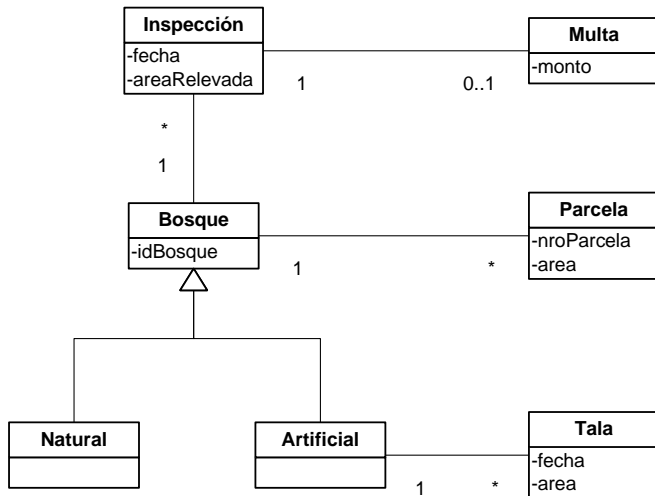 Inspección
-fecha
-areaRelevada
Multa
-monto
1
0..1
*
1
Bosque
-idBosque
Parcela
-nroParcela
-area
1
*
Natural
Artificial
Tala
-fecha
-area
1
*